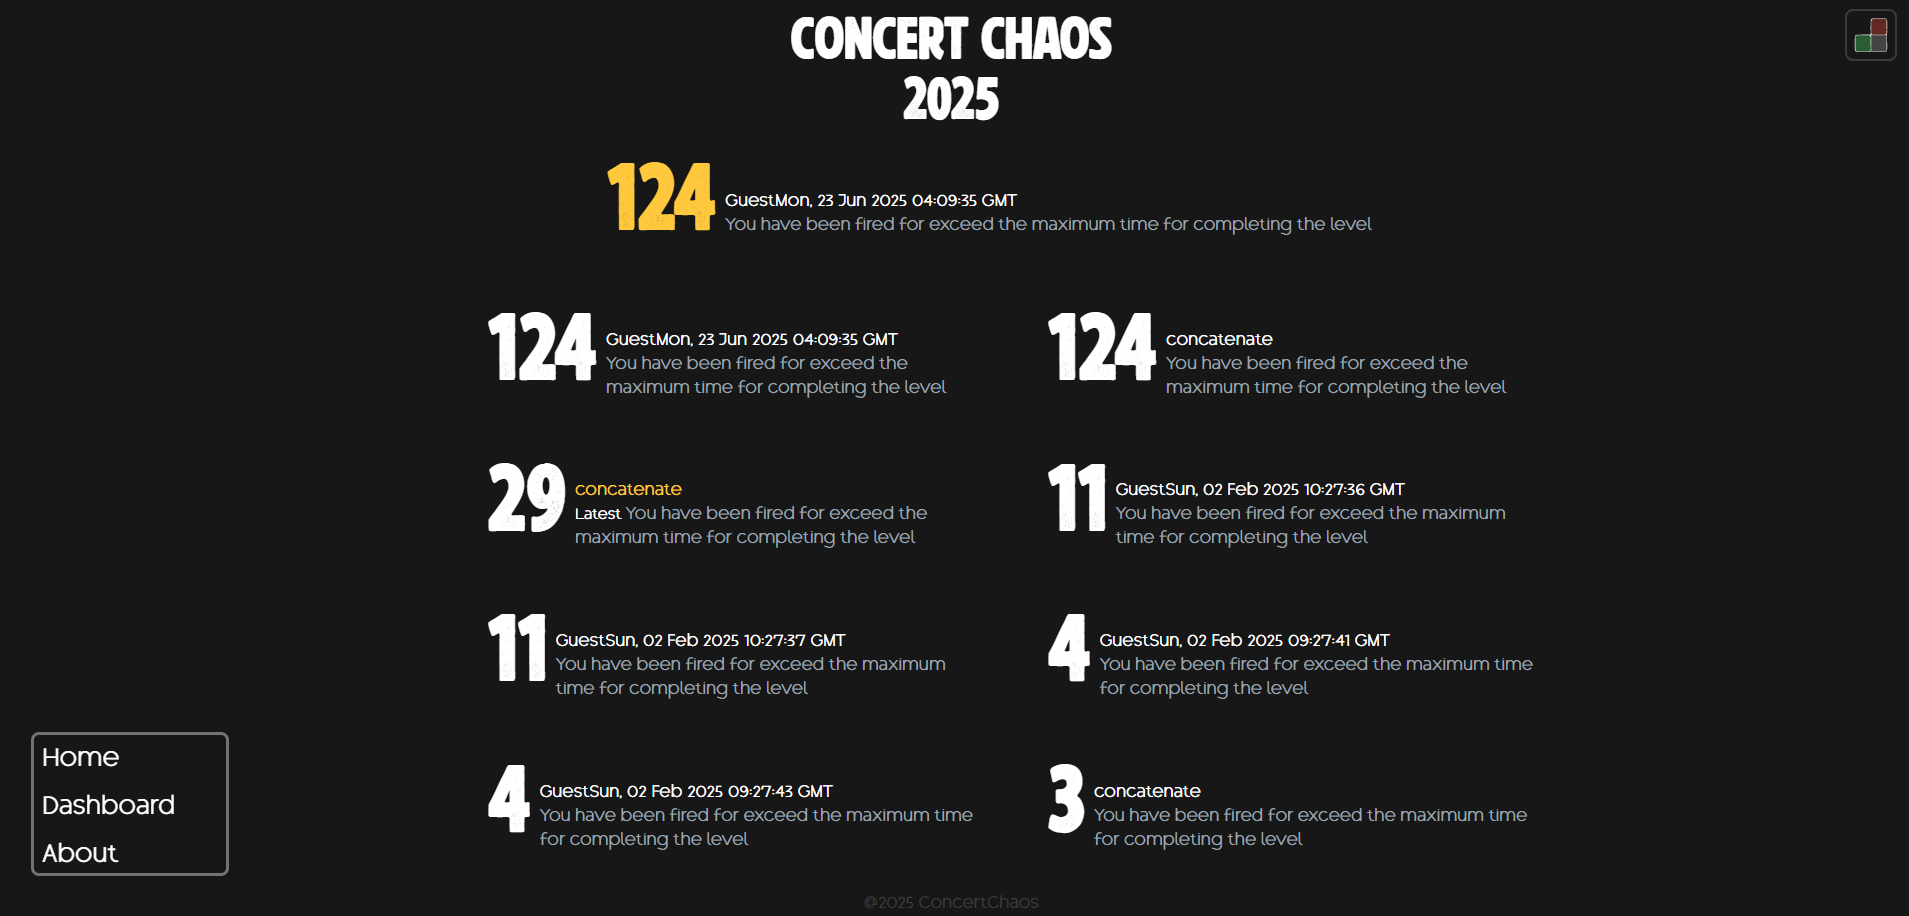 CONCERT CHAOS
2025
124
GuestMon, 23 Jun 2025 04:09:35 GMT
You have been fired for exceed the maximum time for completing the level
124
GuestMon, 23 Jun 2025 04:09:35 GMT
You have been fired for exceed the
maximum time for completing the level
124
concatenate
You have been fired for exceed the
maximum time for completing the level
29
concatenate
Latest You have been fired for exceed the
maximum time for completing the level
11
GuestSun, 02 Feb 2025 10:27:36 GMT
You have been fired for exceed the maximum
time for completing the level
11
GuestSun, 02 Feb 2025 10:27:37 GMT
You have been fired for exceed the maximum
time for completing the level
4
GuestSun, 02 Feb 2025 09:27:41 GMT
You have been fired for exceed the maximum time
for completing the level
4
GuestSun, 02 Feb 2025 09:27:43 GMT
You have been fired for exceed the maximum time
for completing the level
3
concatenate
You have been fired for exceed the maximum time
for completing the level
Home
Dashboard
About
@2025 ConcertChaos